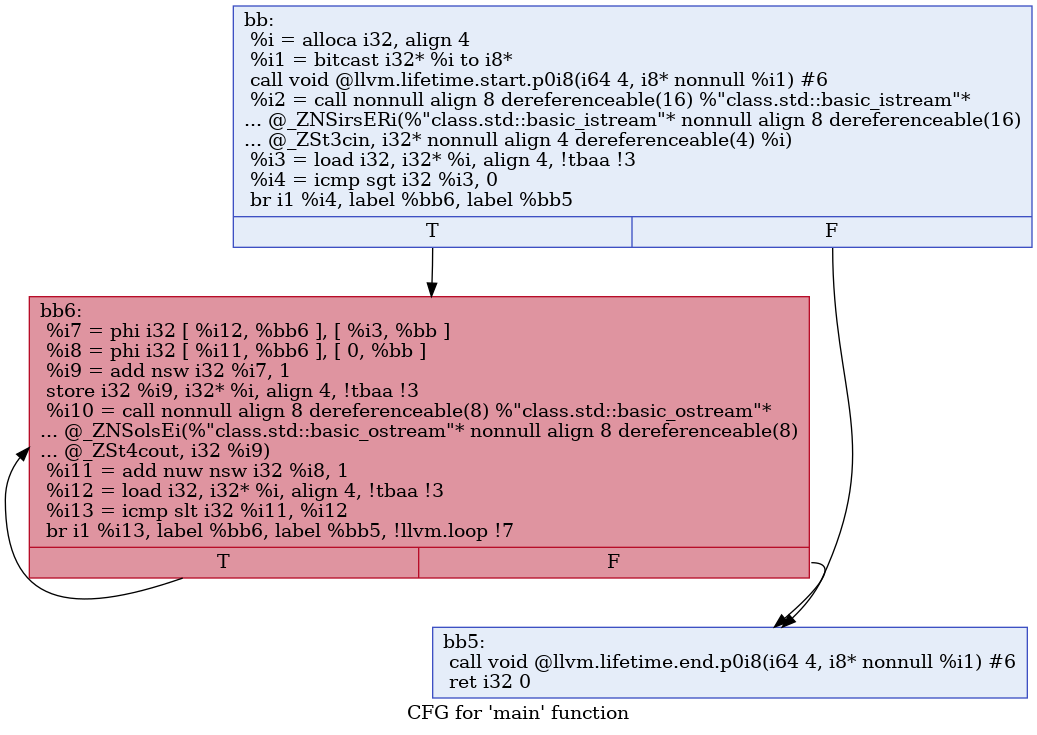 bb:
%i = alloca i32, align 4
%i1 = bitcast i32* %i to i8*
call void @llvm.lifetime.start.p0i8(i64 4, i8* nonnull %i1) #6
%i2 = call nonnull align 8 dereferenceable(16) %"class.std::basic_istream"*
... @_ZNSirsERi(%"class.std::basic_istream"* nonnull align 8 dereferenceable(16)
... @_ZSt3cin, i32* nonnull align 4 dereferenceable(4) %i)
%i3 = load i32, i32* %i, align 4, !tbaa !3
%i4 = icmp sgt i32 %i3, 0
br i1 %i4, label %bb6, label %bb5
T F
bb6:
%i7 = phi i32 [ %i12, %bb6 ], [ %i3, %bb ]
%i8 = phi i32 [ %i11, %bb6 ], [ 0, %bb ]
%i9 = add nsw i32 %i7, 1
store i32 %i9, i32* %i, align 4, !tbaa !3
%i10 = call nonnull align 8 dereferenceable(8) %"class.std::basic_ostream"*
... @_ZNSolsEi(%"class.std::basic_ostream"* nonnull align 8 dereferenceable(8)
... @_ZSt4cout, i32 %i9)
%i11 = add nuw nsw i32 %i8, 1
%i12 = load i32, i32* %i, align 4, !tbaa !3
%i13 = icmp slt i32 %i11, %i12
br i1 %i13, label %bb6, label %bb5, !llvm.loop !7
T F
bb5:
call void @llvm.lifetime.end.p0i8(i64 4, i8* nonnull %i1) #6
ret i32 0
CFG for 'main' function